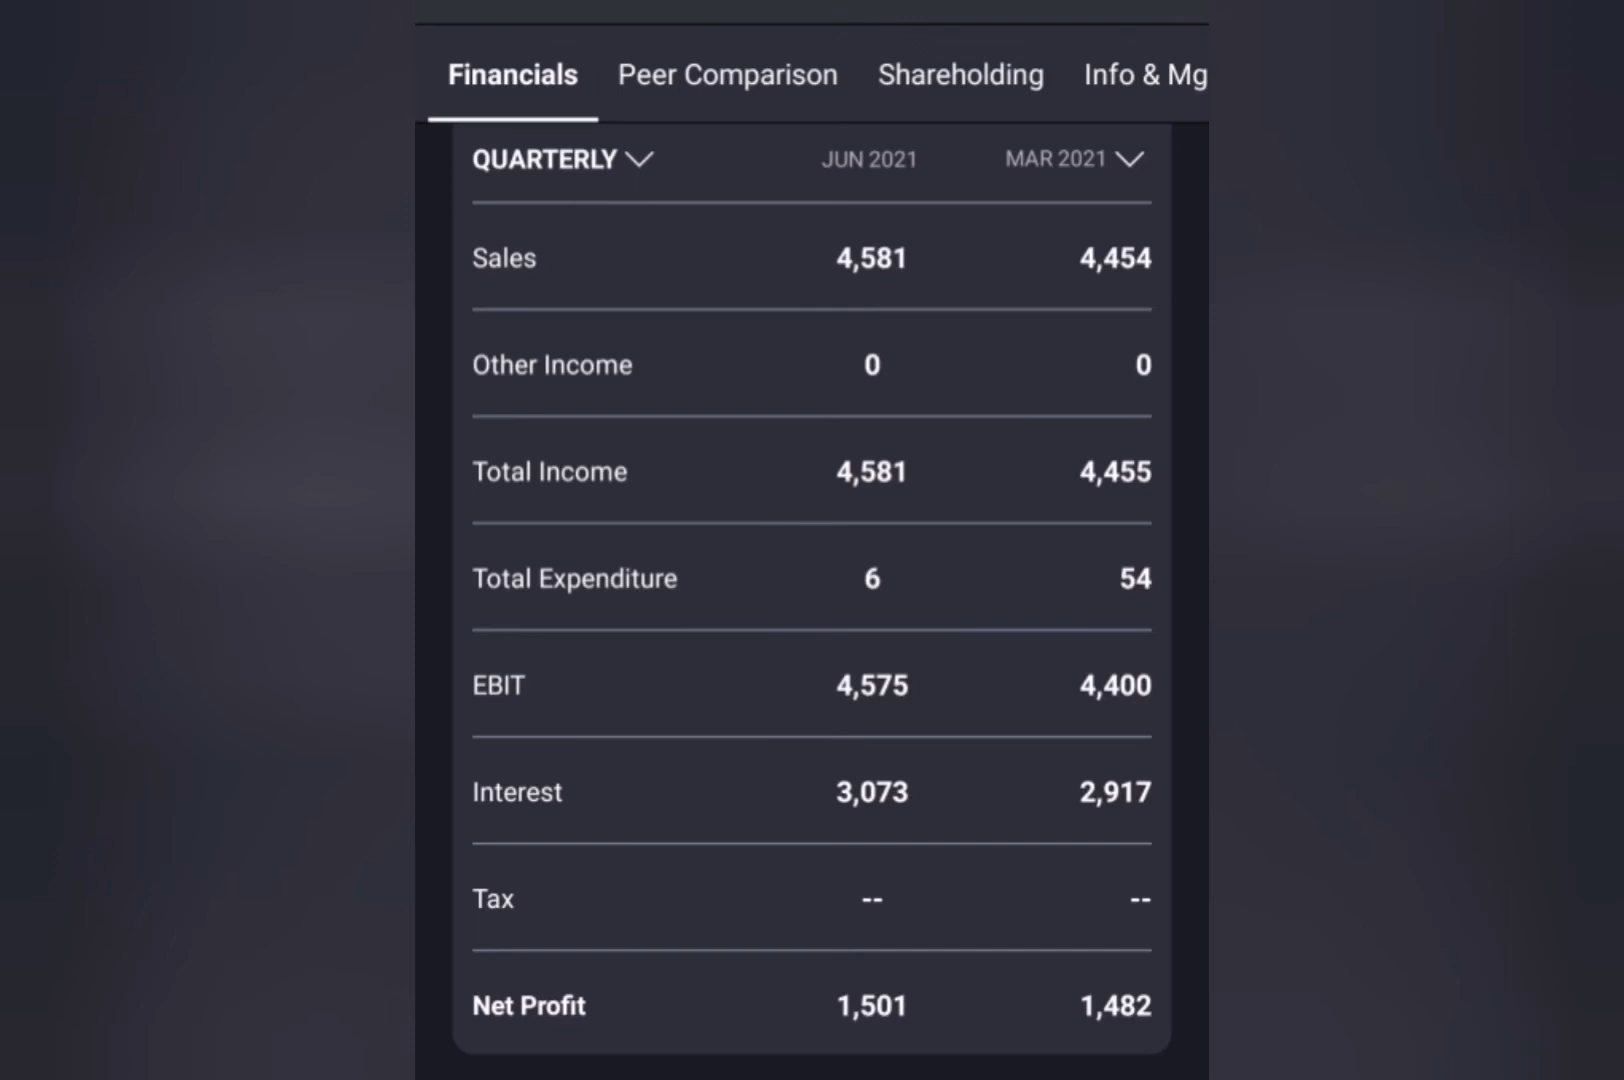 Financials Peer Comparison Shareholding Info & Mg
QUARTERLY JUN 2021 MAR 2021
Sales 4,581 4,454
Other Income 0 0
Total Income 4,581 4,455
Total Expenditure 6 54
EBIT 4,575 4,400
Interest 3,073 2,917
Tax -- --
Net Profit 1,501 1,482